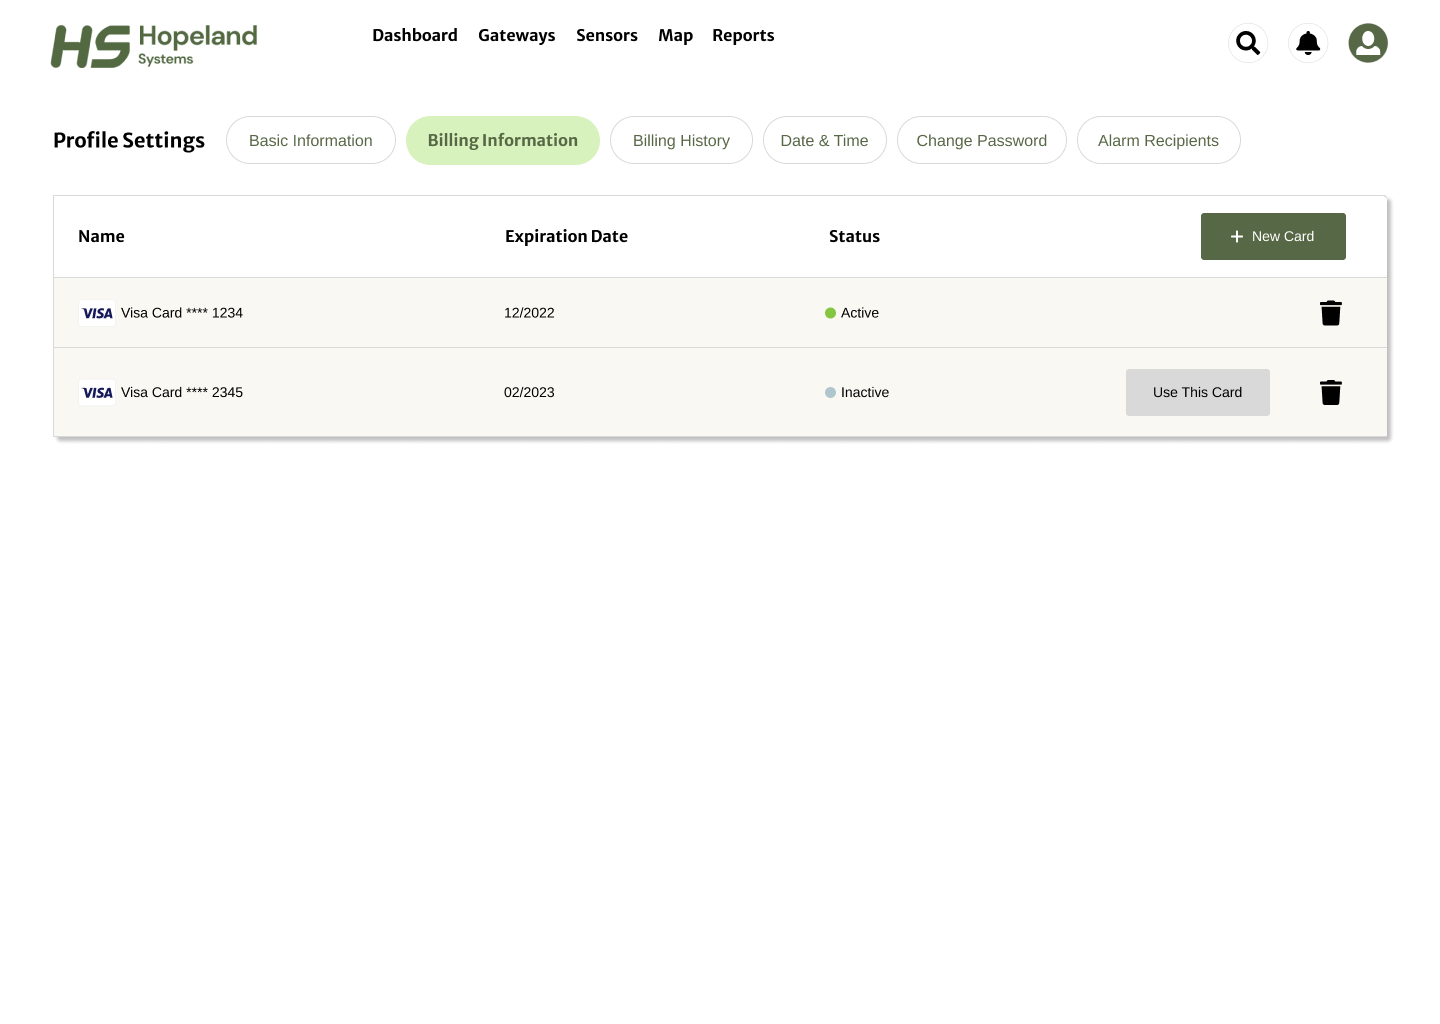 HS Hopeland
Systems
Dashboard Gateways Sensors Map Reports
Profile Settings Basic Information Billing Information Billing History Date & Time Change Password Alarm Recipients
Name Expiration Date Status + New Card
VISA Visa Card **** 1234 12/2022 Active
VISA Visa Card **** 2345 02/2023 Inactive Use This Card